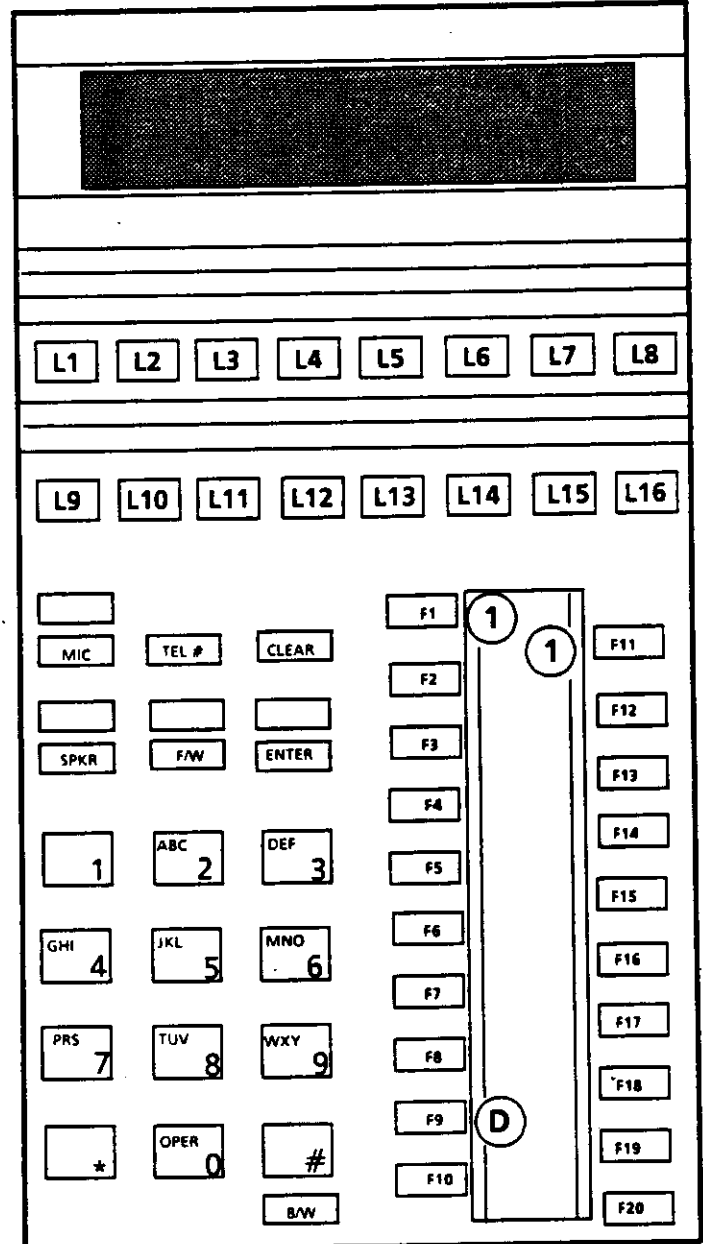 L1 L2 L3 L4 L5 L6 L7 L8
L9 L10 L11 L12 L13 L14 L15 L16
F1 1
MIC TEL # CLEAR 1 F11
F2
F12
SPKR F/W ENTER F3
F13
F4
F14
1 ABC 2 DEF 3 F5
F15
F6
GHI 4 JKL 5 MNO 6 F16
F7
F17
PRS 7 TUV 8 WXY 9 F8
F18
F9 D
* OPER 0 # F19
F10
B/W F20